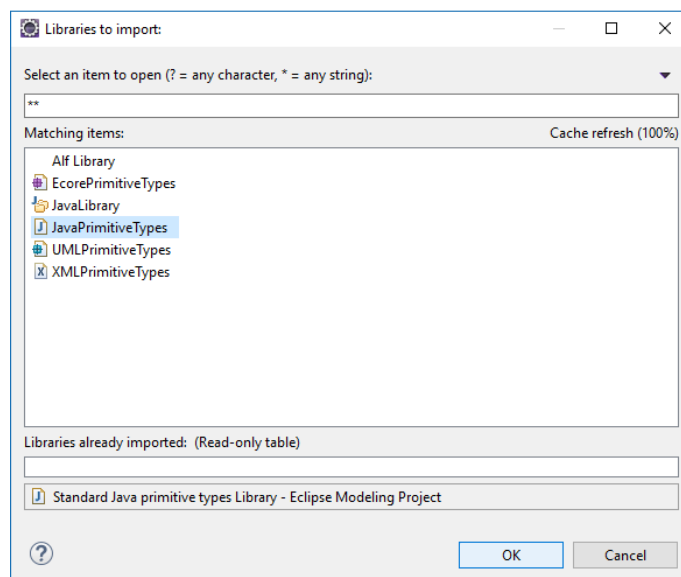 Libraries to import:
Select an item to open (? = any character, * = any string):
**
Matching items: Cache refresh (100%)
Alf Library
EcorePrimitiveTypes
JavaLibrary
JavaPrimitiveTypes
UMLPrimitiveTypes
XMLPrimitiveTypes
Libraries already imported: (Read-only table)
Standard Java primitive types Library - Eclipse Modeling Project
OK Cancel